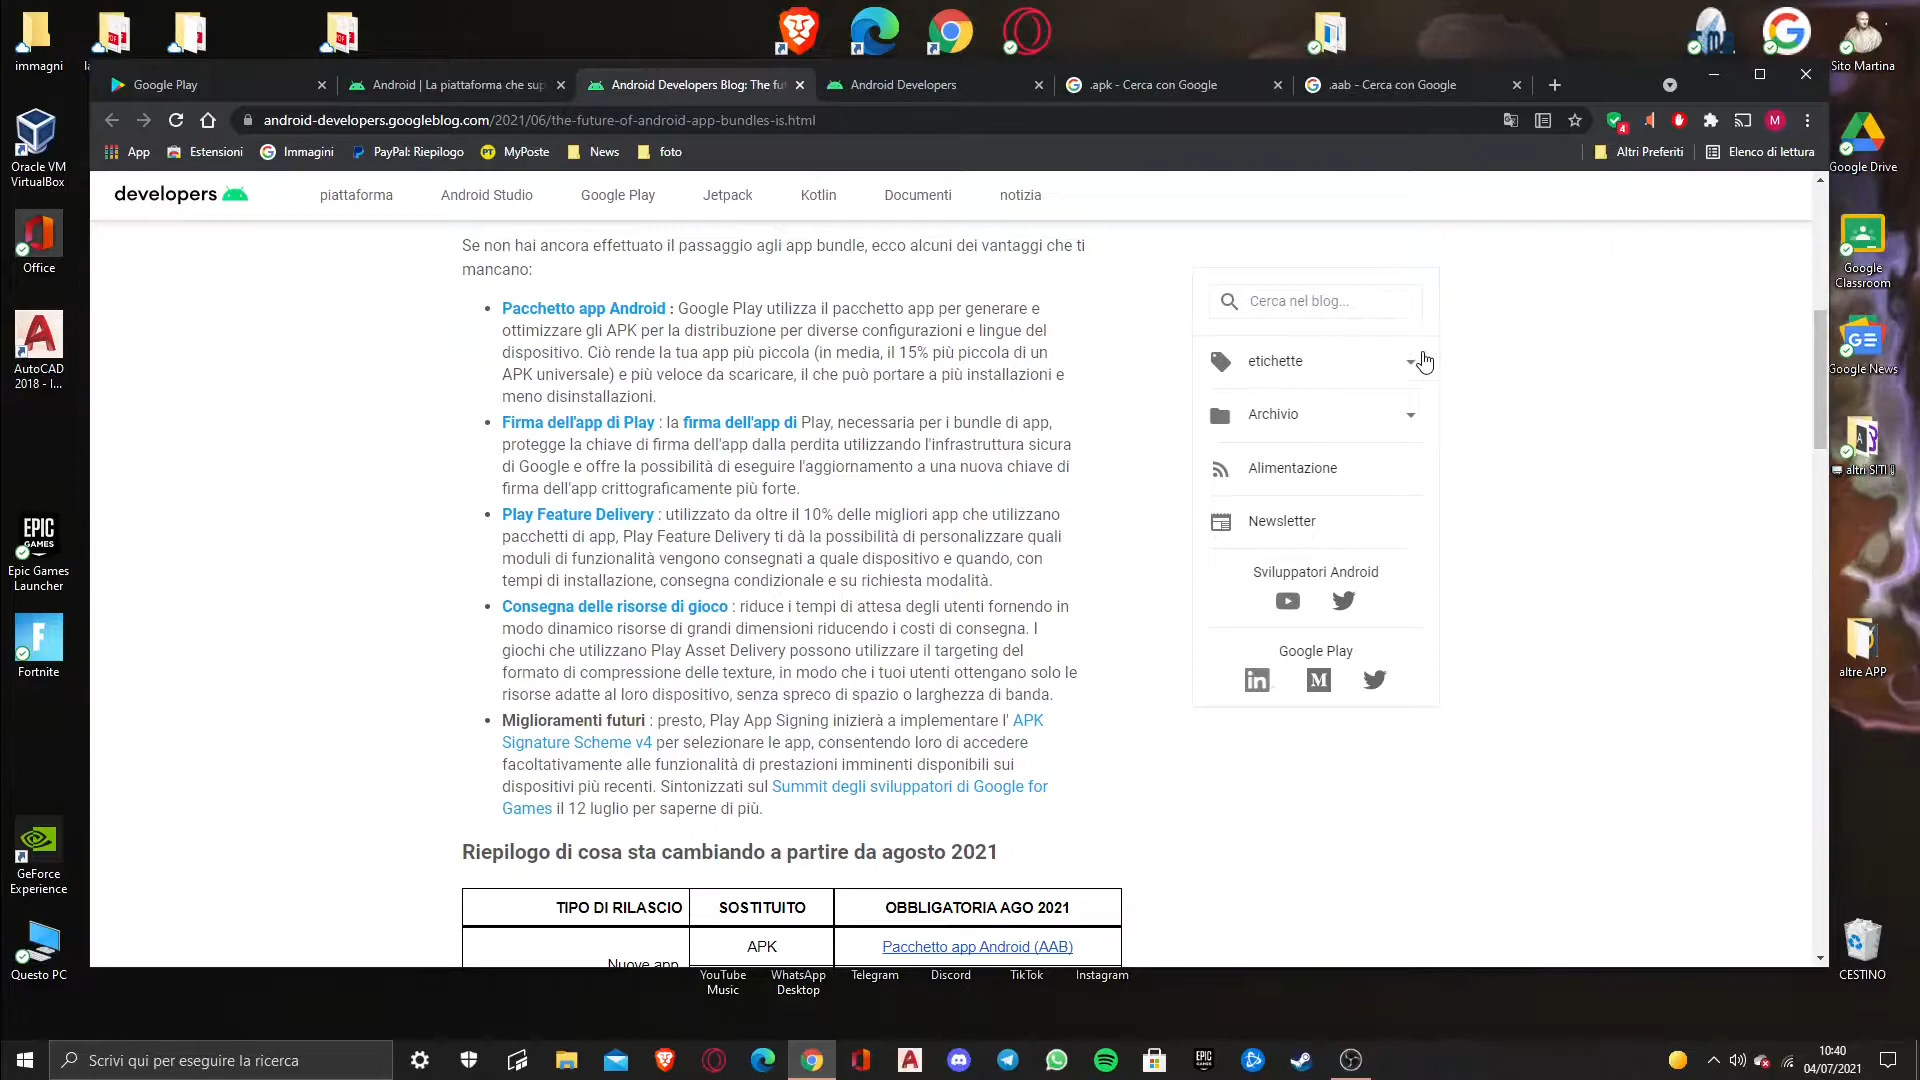 immagni
Sito Martina
Google Play
Android | La piattaforma che sup
Android Developers Blog: The fu
Android Developers
.apk - Cerca con Google
.aab - Cerca con Google
android-developers.googleblog.com/2021/06/the-future-of-android-app-bundles-is.html
4
M
App
Estensioni
Immagini
PayPal: Riepilogo
MyPoste
News
foto
Altri Preferiti
Elenco di lettura
developers
piattaforma
Android Studio
Google Play
Jetpack
Kotlin
Documenti
notizia
Se non hai ancora effettuato il passaggio agli app bundle, ecco alcuni dei vantaggi che ti
mancano:
Pacchetto app Android : Google Play utilizza il pacchetto app per generare e
ottimizzare gli APK per la distribuzione per diverse configurazioni e lingue del
dispositivo. Ciò rende la tua app più piccola (in media, il 15% più piccola di un
APK universale) e più veloce da scaricare, il che può portare a più installazioni e
meno disinstallazioni.
Firma dell'app di Play : la firma dell'app di Play, necessaria per i bundle di app,
protegge la chiave di firma dell'app dalla perdita utilizzando l'infrastruttura sicura
di Google e offre la possibilità di eseguire l'aggiornamento a una nuova chiave di
firma dell'app crittograficamente più forte.
Play Feature Delivery : utilizzato da oltre il 10% delle migliori app che utilizzano
pacchetti di app, Play Feature Delivery ti dà la possibilità di personalizzare quali
moduli di funzionalità vengono consegnati a quale dispositivo e quando, con
tempi di installazione, consegna condizionale e su richiesta modalità.
Consegna delle risorse di gioco : riduce i tempi di attesa degli utenti fornendo in
modo dinamico risorse di grandi dimensioni riducendo i costi di consegna. I
giochi che utilizzano Play Asset Delivery possono utilizzare il targeting del
formato di compressione delle texture, in modo che i tuoi utenti ottengano solo le
risorse adatte al loro dispositivo, senza spreco di spazio o larghezza di banda.
Miglioramenti futuri : presto, Play App Signing inizierà a implementare l' APK
Signature Scheme v4 per selezionare le app, consentendo loro di accedere
facoltativamente alle funzionalità di prestazioni imminenti disponibili sui
dispositivi più recenti. Sintonizzati sul Summit degli sviluppatori di Google for
Games il 12 luglio per saperne di più.
Riepilogo di cosa sta cambiando a partire da agosto 2021
TIPO DI RILASCIO
SOSTITUITO
OBBLIGATORIA AGO 2021
APK
Pacchetto app Android (AAB)
Nuove app
Cerca nel blog...
etichette
Archivio
Alimentazione
Newsletter
Sviluppatori Android
Google Play
Oracle VM
VirtualBox
Office
AutoCAD
2018 - I...
EPIC
GAMES
Epic Games
Launcher
Fortnite
GeForce
Experience
Questo PC
Google Drive
Google
Classroom
Google News
altri SITI
altre APP
CESTINO
YouTube
Music
WhatsApp
Desktop
Telegram
Discord
TikTok
Instagram
Scrivi qui per eseguire la ricerca
10:40
04/07/2021